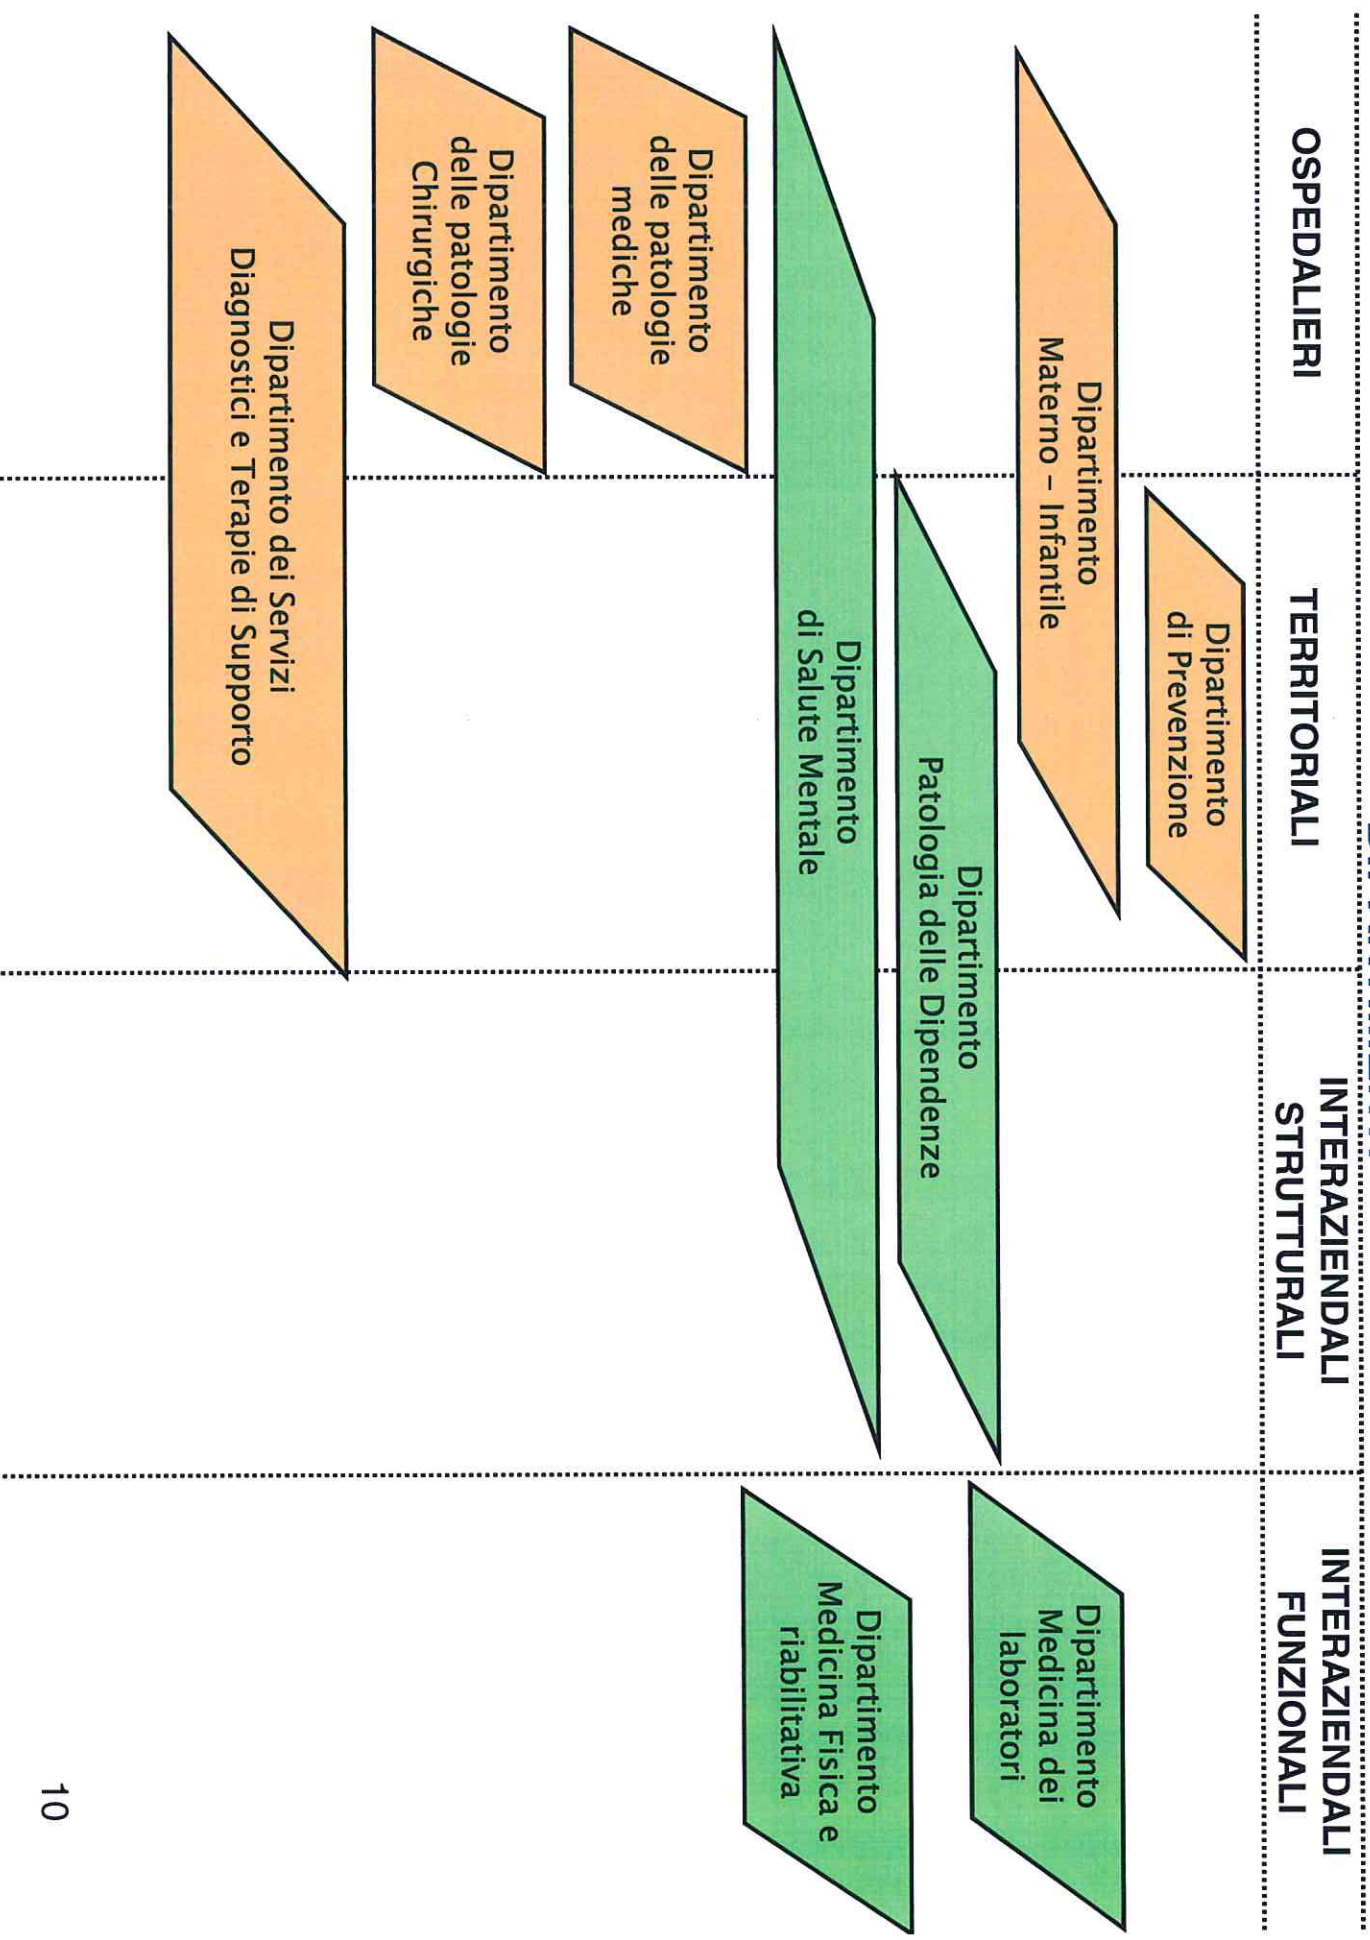 OSPEDALIERI
TERRITORIALI
INTERAZIENDALI
STRUTTURALI
INTERAZIENDALI
FUNZIONALI
Dipartimento
di Prevenzione
Dipartimento
Materno – Infantile
Dipartimento
Patologia delle Dipendenze
Dipartimento
di Salute Mentale
Dipartimento
Medicina dei
laboratori
Dipartimento
Medicina Fisica e
riabilitativa
Dipartimento
delle patologie
mediche
Dipartimento
delle patologie
Chirurgiche
Dipartimento dei Servizi
Diagnostici e Terapie di Supporto
10